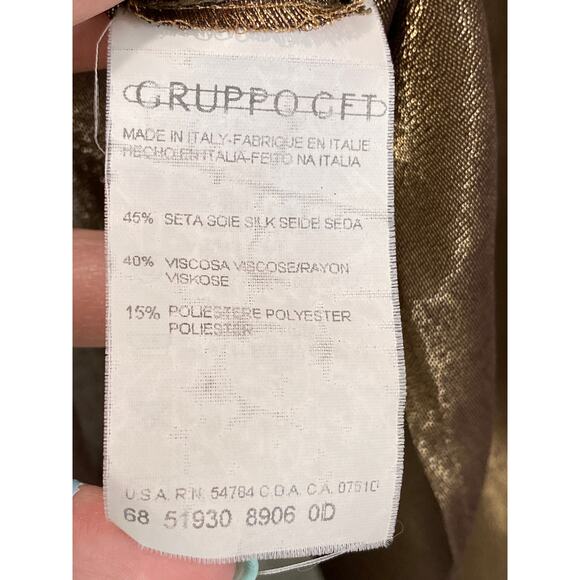 GRUPPO GFT
MADE IN ITALY-FABRIQUE EN ITALIE
HECHO EN ITALIA-FEITO NA ITALIA
45% SETA SOIE SILK SEIDE SEDA
40% VISCOSA VISCOSE/RAYON
VISKOSE
15% POLIESTERE POLYESTER
POLIESTER
U.S.A. R.N. 54784 C.D.A. C.A. 07510
68 51930 8906 0D